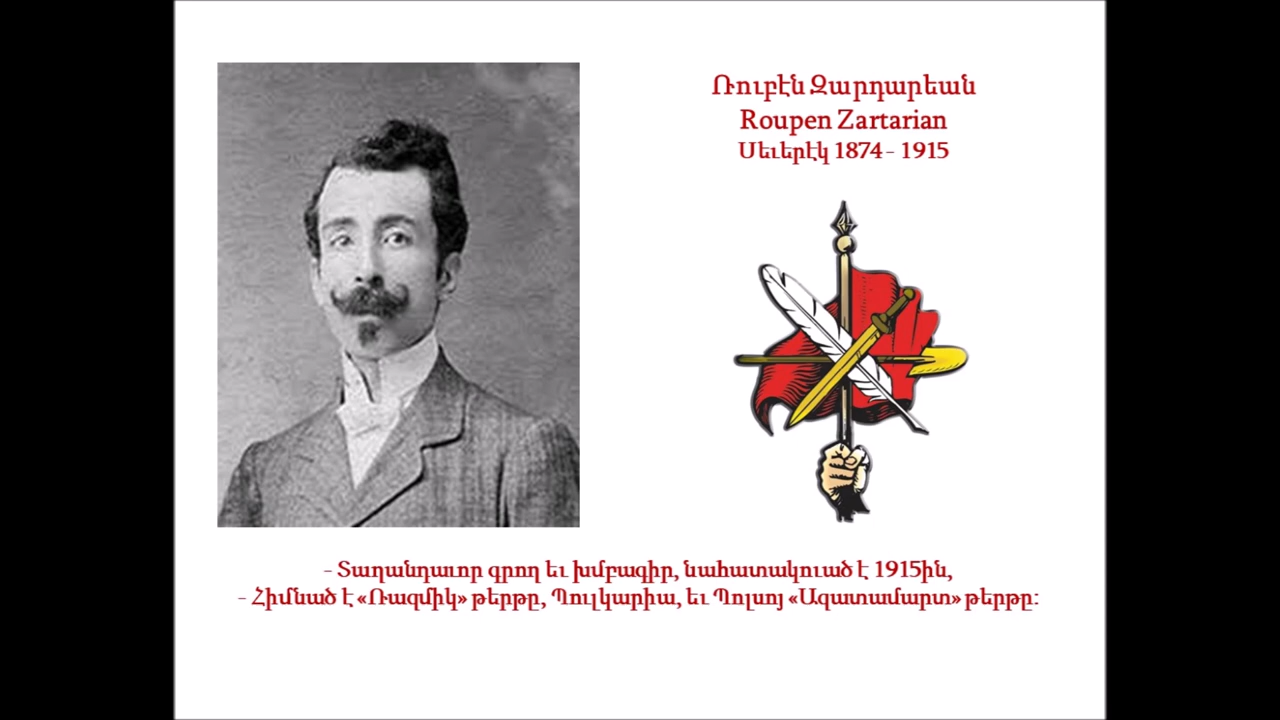 Ռուբէն Զարդարեան
Roupen Zartarian
Սեւերէկ 1874 - 1915
- Տաղանդաւոր գրող եւ խմբագիր, նահատակուած է 1915ին,
- Հիմնած է «Ռազմիկ» թերթը, Պուլկարիա, եւ Պոլսոյ «Ազատամարտ» թերթը: